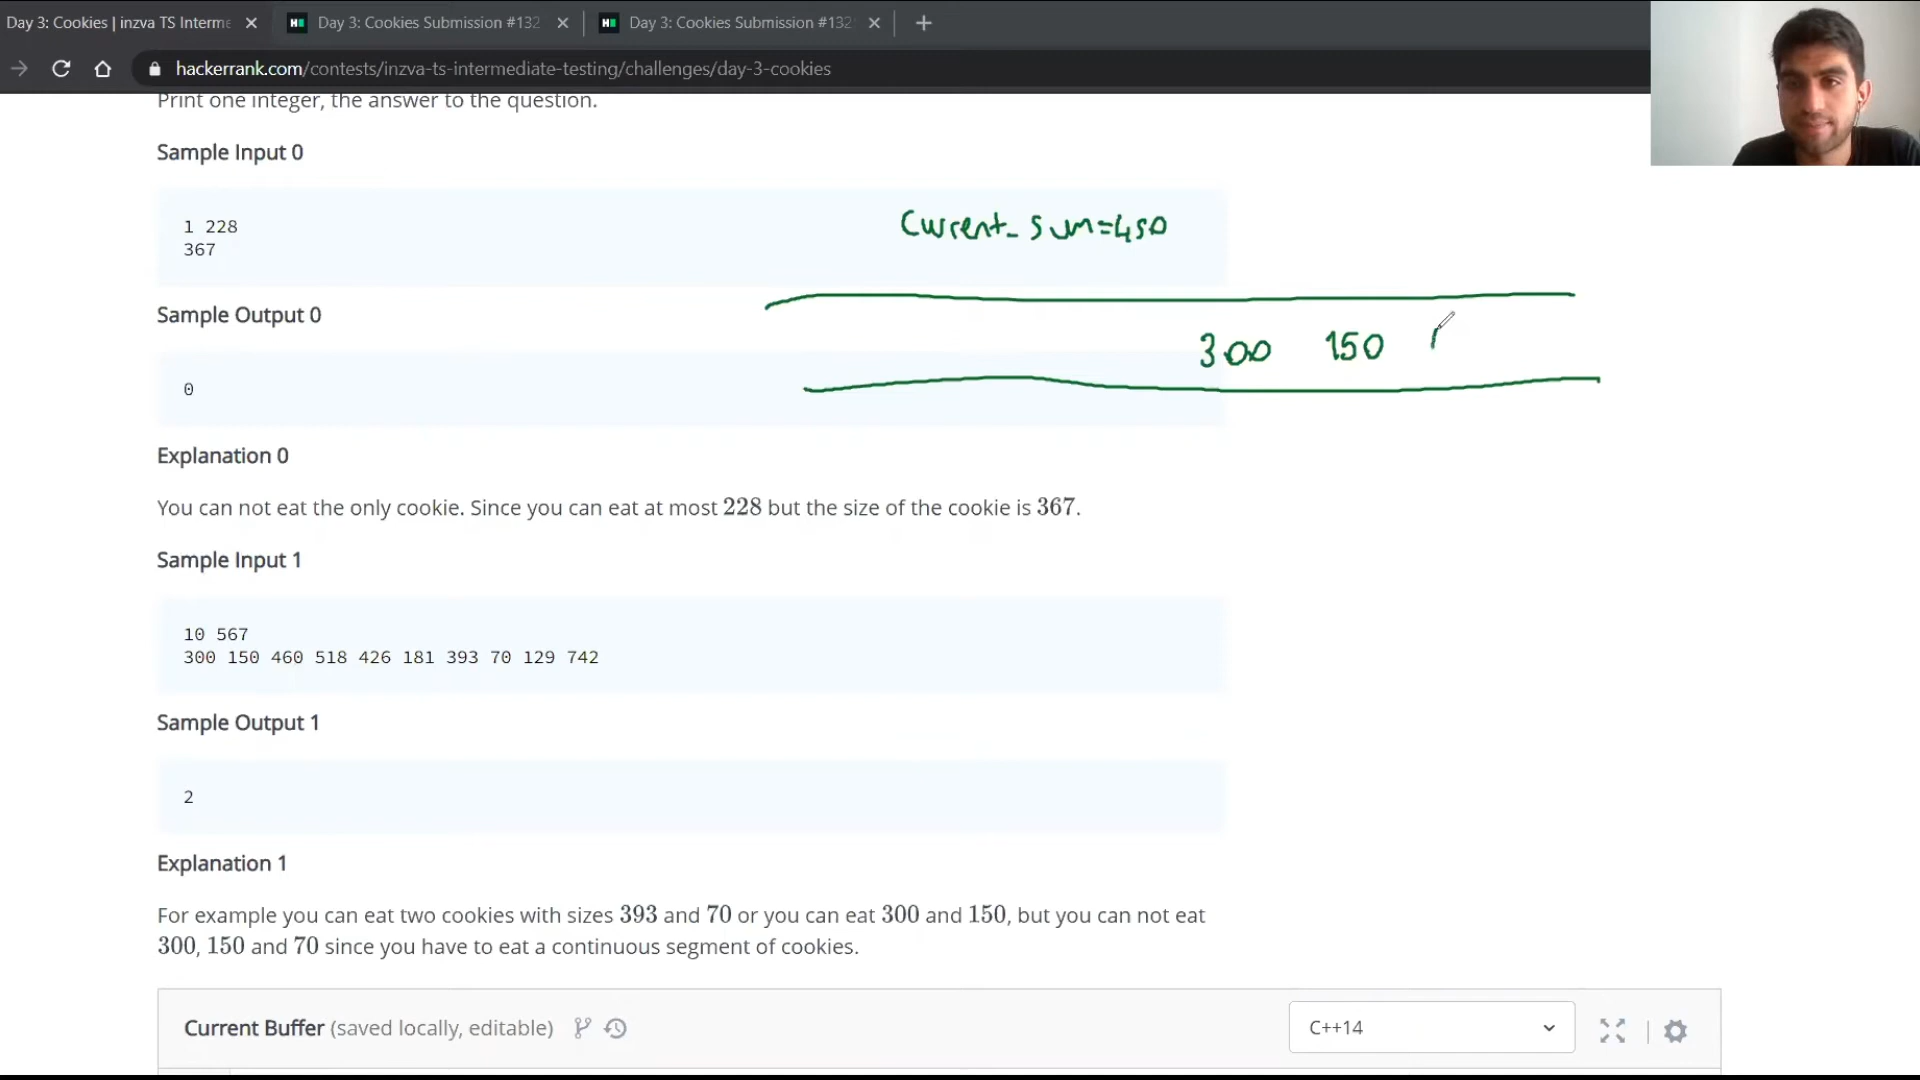 Day 3: Cookies | inzva TS Interme
Day 3: Cookies Submission #132
Day 3: Cookies Submission #132
hackerrank.com/contests/inzva-ts-intermediate-testing/challenges/day-3-cookies
Print one integer, the answer to the question.
Sample Input 0
1 228
367
Current_Sum=450
Sample Output 0
300 150
0
Explanation 0
You can not eat the only cookie. Since you can eat at most 228 but the size of the cookie is 367.
Sample Input 1
10 567
300 150 460 518 426 181 393 70 129 742
Sample Output 1
2
Explanation 1
For example you can eat two cookies with sizes 393 and 70 or you can eat 300 and 150, but you can not eat
300, 150 and 70 since you have to eat a continuous segment of cookies.
Current Buffer (saved locally, editable)
C++14